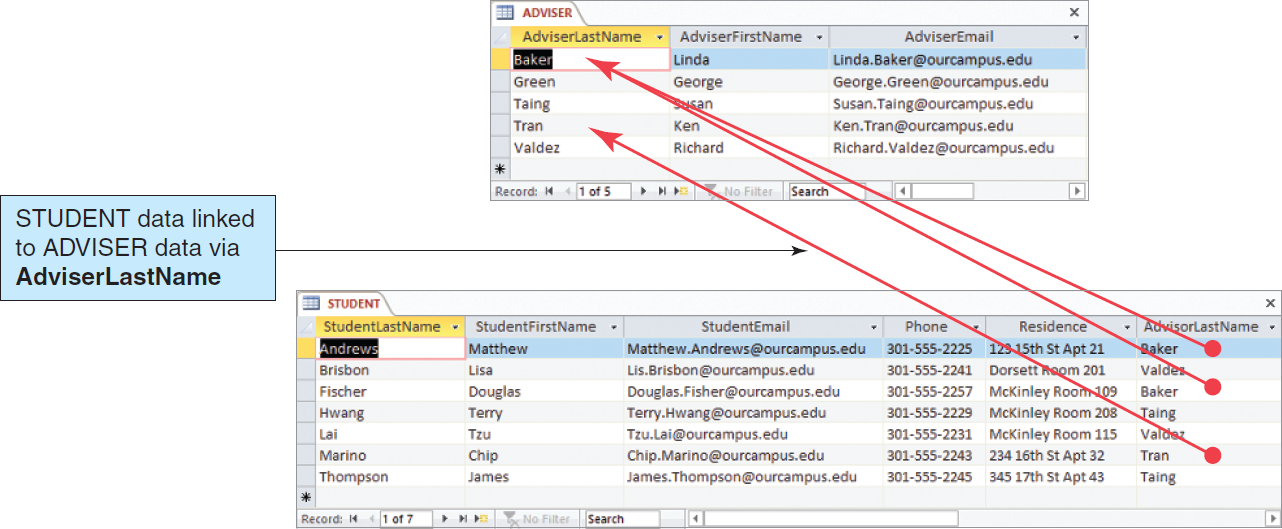 ADVISER
AdviserLastName AdviserFirstName AdviserEmail
Baker Linda Linda.Baker@ourcampus.edu
Green George George.Green@ourcampus.edu
Taing Susan Susan.Taing@ourcampus.edu
Tran Ken Ken.Tran@ourcampus.edu
Valdez Richard Richard.Valdez@ourcampus.edu
Record: 1 of 5 No Filter Search
STUDENT data linked
to ADVISER data via
AdviserLastName
STUDENT
StudentLastName StudentFirstName StudentEmail Phone Residence AdvisorLastName
Andrews Matthew Matthew.Andrews@ourcampus.edu 301-555-2225 123 15th St Apt 21 Baker
Brisbon Lisa Lis.Brisbon@ourcampus.edu 301-555-2241 Dorsett Room 201 Valdez
Fischer Douglas Douglas.Fisher@ourcampus.edu 301-555-2257 McKinley Room 109 Baker
Hwang Terry Terry.Hwang@ourcampus.edu 301-555-2229 McKinley Room 208 Taing
Lai Tzu Tzu.Lai@ourcampus.edu 301-555-2231 McKinley Room 115 Valdez
Marino Chip Chip.Marino@ourcampus.edu 301-555-2243 234 16th St Apt 32 Tran
Thompson James James.Thompson@ourcampus.edu 301-555-2245 345 17th St Apt 43 Taing
Record: 1 of 7 No Filter Search